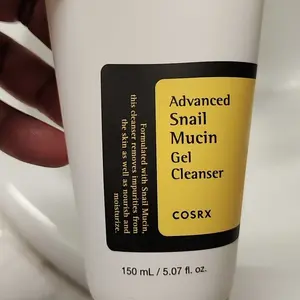 Advanced
Snail
Mucin
Gel
Cleanser
COSRX
Formulated with Snail Mucin,
this cleanser removes impurities from
the skin as well as nourish and
moisturize.
150 mL / 5.07 fl. oz.